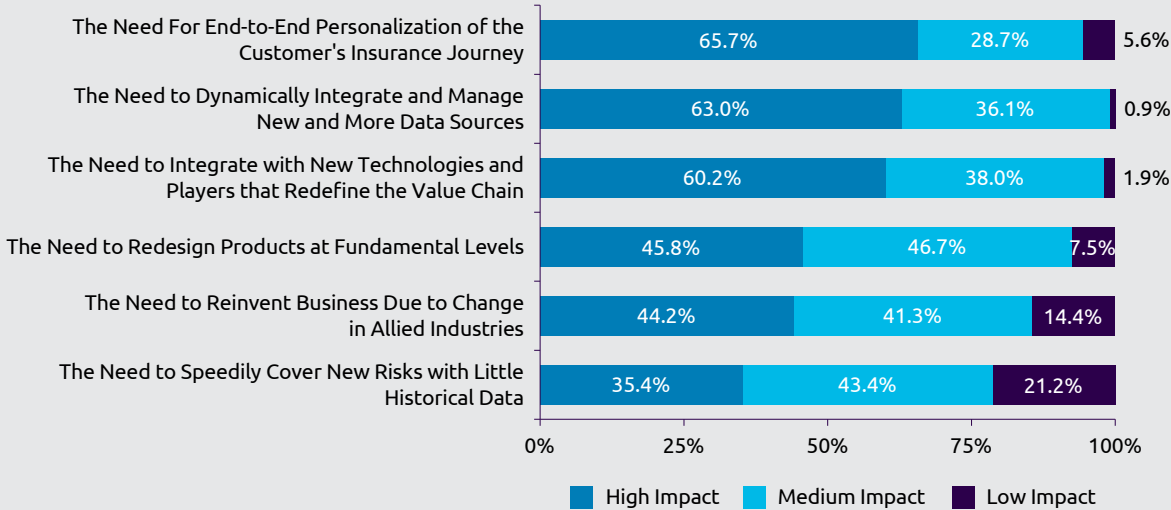 The Need For End-to-End Personalization of the
Customer's Insurance Journey
65.7%
28.7%
5.6%
The Need to Dynamically Integrate and Manage
New and More Data Sources
63.0%
36.1%
0.9%
The Need to Integrate with New Technologies and
Players that Redefine the Value Chain
60.2%
38.0%
1.9%
The Need to Redesign Products at Fundamental Levels
45.8%
46.7%
7.5%
The Need to Reinvent Business Due to Change
in Allied Industries
44.2%
41.3%
14.4%
The Need to Speedily Cover New Risks with Little
Historical Data
35.4%
43.4%
21.2%
0%
25%
50%
75%
100%
High Impact
Medium Impact
Low Impact